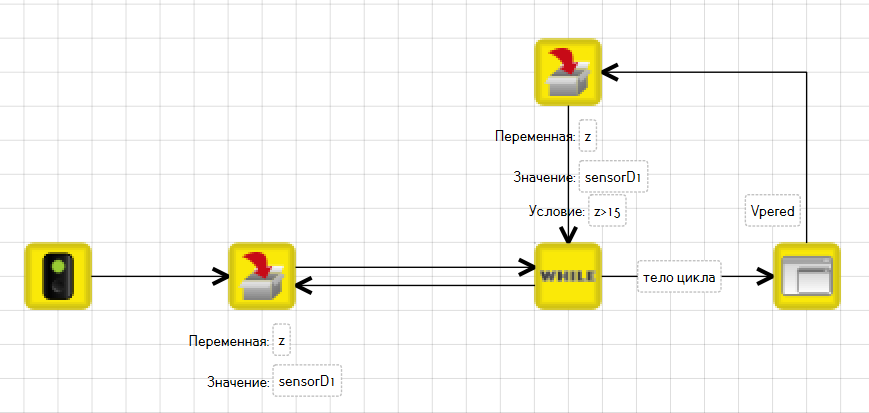 Переменная: z
Значение: sensorD1
Условие: z>15
Vpered
WHILE
тело цикла
Переменная: z
Значение: sensorD1